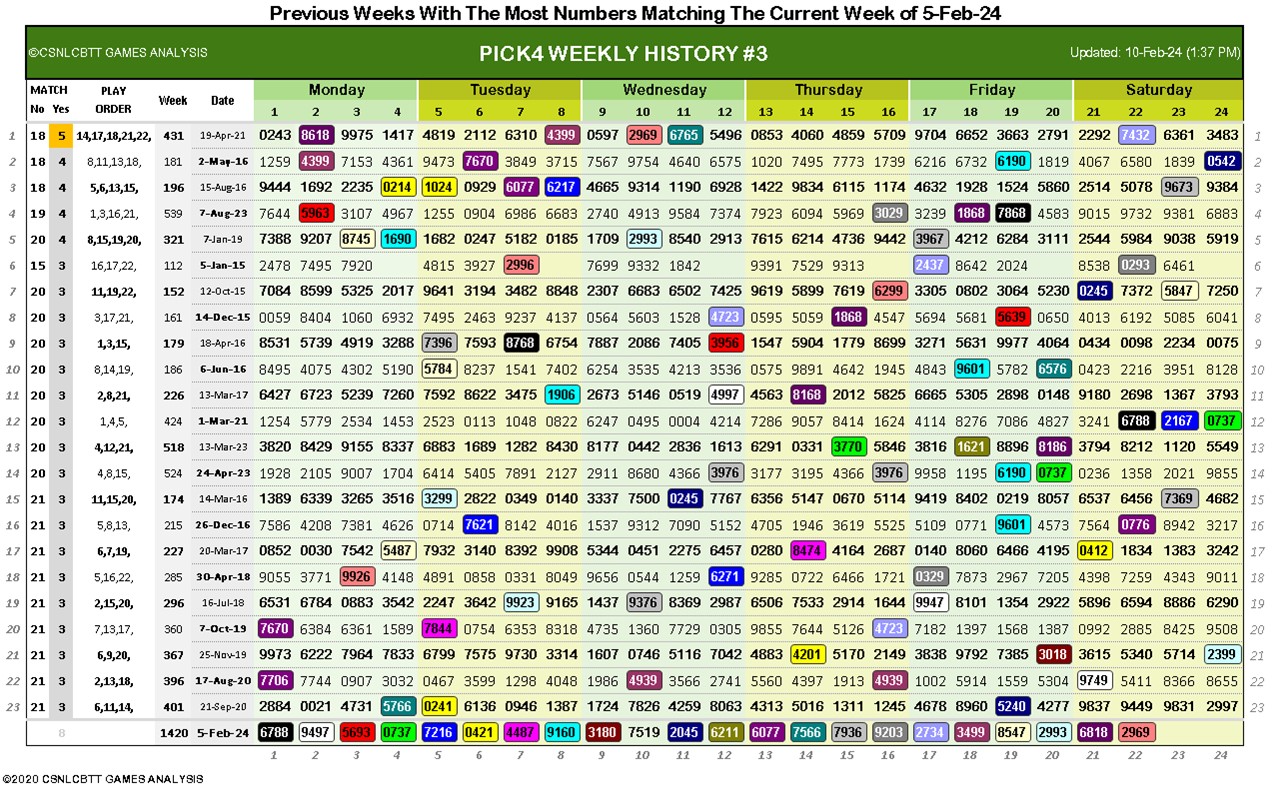 Previous Weeks With The Most Numbers Matching The Current Week of 5-Feb-24
©CSNLCBTT GAMES ANALYSIS PICK4 WEEKLY HISTORY #3 Updated: 10-Feb-24 (1:37 PM)
MATCH PLAY Week Date Monday Tuesday Wednesday Thursday Friday Saturday
No Yes ORDER 1 2 3 4 5 6 7 8 9 10 11 12 13 14 15 16 17 18 19 20 21 22 23 24
1 18 5 14,17,18,21,22, 431 19-Apr-21 0243 8618 9975 1417 4819 2112 6310 4399 0597 2969 6765 5496 0853 4060 4859 5709 9704 6652 3663 2791 2292 7432 6361 3483 1
2 18 4 8,11,13,18, 181 2-May-16 1259 4399 7153 4361 9473 7670 3849 3715 7567 9754 4640 6575 1020 7495 7773 1739 6216 6732 6190 1819 4067 6580 1839 0542 2
3 18 4 5,6,13,15, 196 15-Aug-16 9444 1692 2235 0214 1024 0929 6077 6217 4665 9314 1190 6928 1422 9834 6115 1174 4632 1928 1524 5860 2514 5078 9673 9384 3
4 19 4 1,3,16,21, 539 7-Aug-23 7644 5963 3107 4967 1255 0904 6986 6683 2740 4913 9584 7374 7923 6094 5969 3029 3239 1868 7868 4583 9015 9732 9381 6883 4
5 20 4 8,15,19,20, 321 7-Jan-19 7388 9207 8745 1690 1682 0247 5182 0185 1709 2993 8540 2913 7615 6214 4736 9442 3967 4212 6284 3111 2544 5984 9038 5919 5
6 15 3 16,17,22, 112 5-Jan-15 2478 7495 7920 4815 3927 2996 7699 9332 1842 9391 7529 9313 2437 8642 2024 8538 0293 6461 6
7 20 3 11,19,22, 152 12-Oct-15 7084 8599 5325 2017 9641 3194 3482 8848 2307 6683 6502 7425 9619 5899 7619 6299 3305 0802 3064 5230 0245 7372 5847 7250 7
8 20 3 3,17,21, 161 14-Dec-15 0059 8404 1060 6932 7495 2463 9237 4137 0564 5603 1528 4723 0595 5059 1868 4547 5694 5681 5639 0650 4013 6192 5085 6041 8
9 20 3 1,3,15, 179 18-Apr-16 8531 5739 4919 3288 7396 7593 8768 6754 7887 2086 7405 3956 1547 5904 1779 8699 3271 5631 9977 4064 0434 0098 2234 0075 9
10 20 3 8,14,19, 186 6-Jun-16 8495 4075 4302 5190 5784 8237 1541 7402 6254 3535 4213 3536 0575 9891 4642 1945 4843 9601 5782 6576 0423 2216 3951 8128 10
11 20 3 2,8,21, 226 13-Mar-17 6427 6723 5239 7260 7592 8622 3475 1906 2673 5146 0519 4997 4563 8168 2012 5825 6665 5305 2898 0148 9180 2698 1367 3793 11
12 20 3 1,4,5, 424 1-Mar-21 1254 5779 2534 1453 2523 7122 1048 0822 6247 0495 0004 4214 7286 3057 8414 1624 4114 8276 7086 4827 3241 6788 2167 0737 12
13 20 3 4,12,21, 518 13-Mar-23 3820 8429 9155 8337 6883 1689 1282 8430 8177 0442 2836 1613 6291 0331 3770 5846 3816 1621 8896 8186 3794 8212 1120 5549 13
14 20 3 4,8,15, 524 24-Apr-23 1928 2105 9007 1704 6414 5405 7891 2127 2911 8680 4366 3976 3177 3195 4366 3976 9958 1195 6190 0737 0236 1358 2021 9855 14
15 21 3 11,15,20, 174 14-Mar-16 1389 6339 3265 3516 3299 2822 0349 0140 3337 7500 0245 7767 6356 5147 0670 5114 9419 8402 0219 8057 6537 6456 7369 4682 15
16 21 3 5,8,13, 215 26-Dec-16 7586 4208 7381 4626 0714 7621 8142 4016 1537 9312 7090 5152 4705 1946 3619 5525 5109 0771 9601 4573 7564 0776 8942 3217 16
17 21 3 6,7,19, 227 20-Mar-17 0852 0030 7542 5487 7932 3140 8392 9908 5344 0451 2275 6457 0280 8474 4164 2687 0140 8060 6466 4195 0412 1834 1383 3242 17
18 21 3 5,16,22, 285 30-Apr-18 9055 3771 9926 4148 4891 0858 0331 8049 9656 0544 1259 6271 9285 0722 6466 1721 0329 7873 2967 7205 4398 7259 4343 9011 18
19 21 3 2,15,20, 296 16-Jul-18 6531 6784 0883 3542 2247 3642 9923 9165 1437 9376 8369 2987 6506 7533 2914 1644 9947 8101 1354 2922 5896 6594 8886 6290 19
20 21 3 7,13,17, 360 7-Oct-19 7670 6384 6361 1589 7844 0754 6353 8318 4735 1360 7729 0305 9855 7644 5126 4723 7182 1397 1568 1387 0992 2885 8425 9508 20
21 21 3 6,9,20, 367 25-Nov-19 9973 6222 7964 7833 6799 7575 9730 3314 1607 0746 5116 7042 4883 4201 5170 2149 3838 9792 7385 3018 3615 5340 5714 2399 21
22 21 3 2,13,18, 396 17-Aug-20 7706 7744 0907 3032 0467 3599 1298 4048 1986 4939 3566 2741 5560 4397 1913 4939 1002 5914 1559 5304 9749 5411 8366 8655 22
23 21 3 6,11,14, 401 21-Sep-20 2884 0021 4731 5766 0241 6136 0946 1387 1724 7826 4259 8063 4313 5016 1311 1245 4678 8960 5240 4277 9837 9449 9831 2997 23
8 1420 5-Feb-24 6788 9497 5693 0737 7216 0421 4487 9160 3180 7519 2045 6211 6077 7566 7936 9203 2734 3499 8547 2993 6818 2969
1 2 3 4 5 6 7 8 9 10 11 12 13 14 15 16 17 18 19 20 21 22 23 24
©2020 CSNLCBTT GAMES ANALYSIS